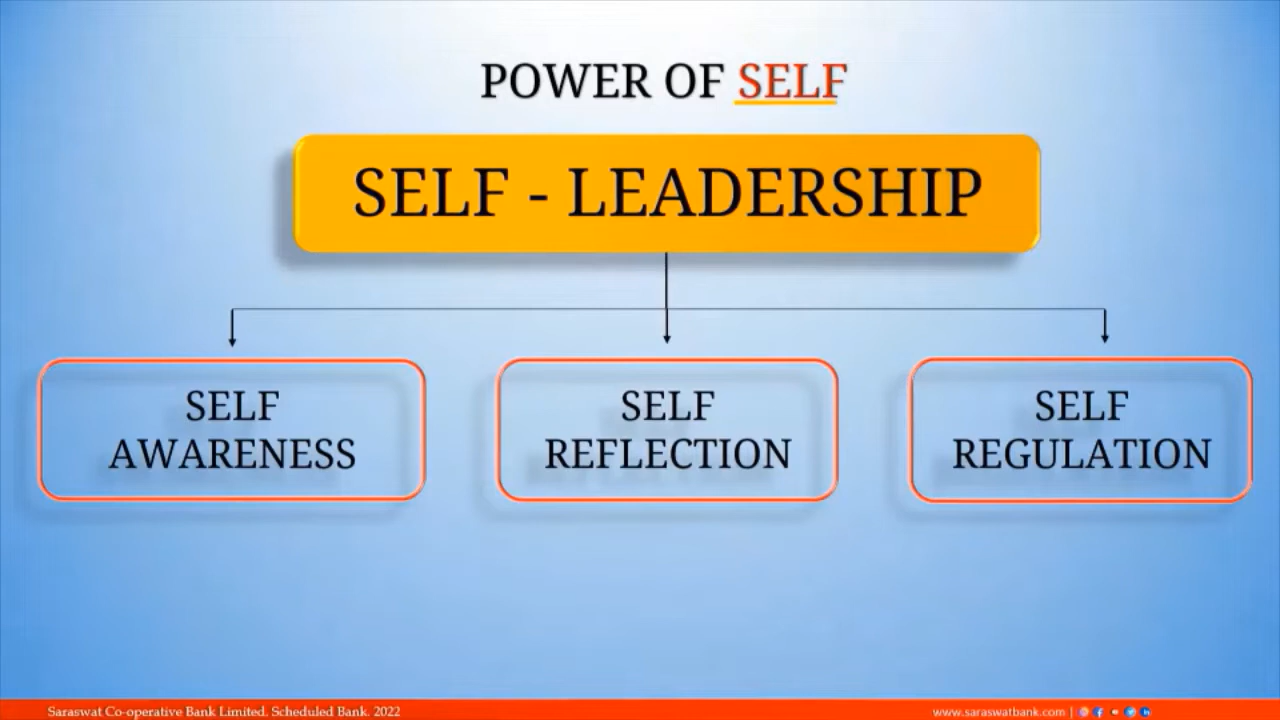 POWER OF SELF
SELF - LEADERSHIP
SELF
AWARENESS
SELF
REFLECTION
SELF
REGULATION
Saraswat Co-operative Bank Limited. Scheduled Bank. 2022
www.saraswatbank.com |